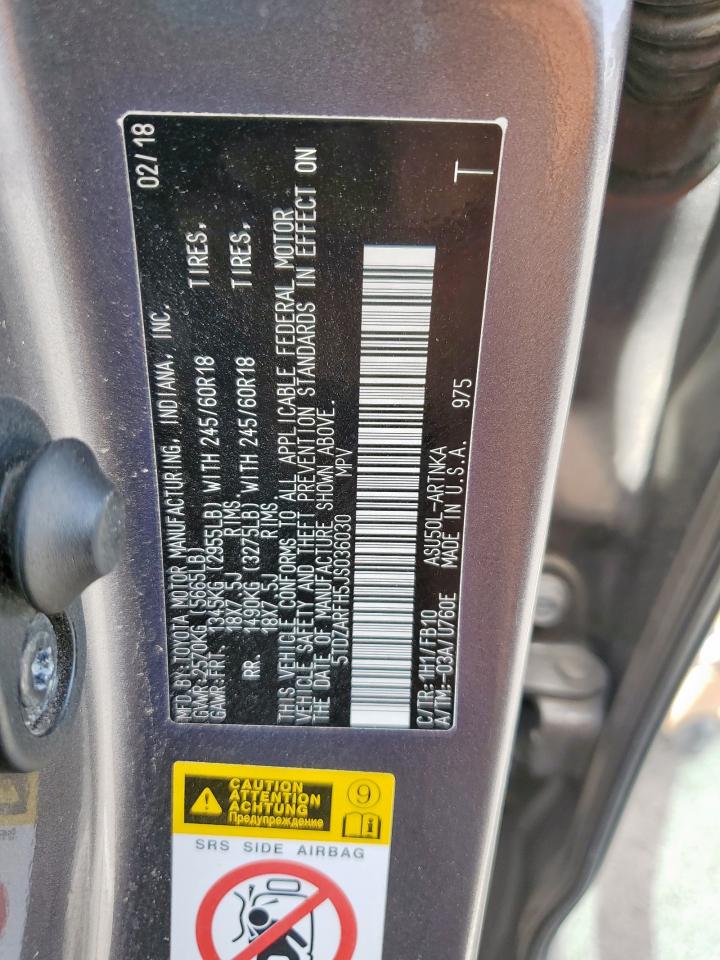 MFD.BY:TOYOTA MOTOR MANUFACTURING, INDIANA, INC. 02/18
GVWR:2570KG (5665LB)
GAWR:FRT. 1345KG (2955LB) WITH 245/60R18 TIRES,
18X7.5J RIMS
RR. 1490KG (3275LB) WITH 245/60R18 TIRES,
18X7.5J RIMS
THIS VEHICLE CONFORMS TO ALL APPLICABLE FEDERAL MOTOR
VEHICLE SAFETY AND THEFT PREVENTION STANDARDS IN EFFECT ON
THE DATE OF MANUFACTURE SHOWN ABOVE.
5TDZARFH5JS038030 MPV
C/TR:1H1/FB10 ASU50L-ARTNKA T
A/TM:-03A/U760E MADE IN U.S.A. 975
CAUTION
ATTENTION
ACHTUNG
Предупреждение
9
SRS SIDE AIRBAG